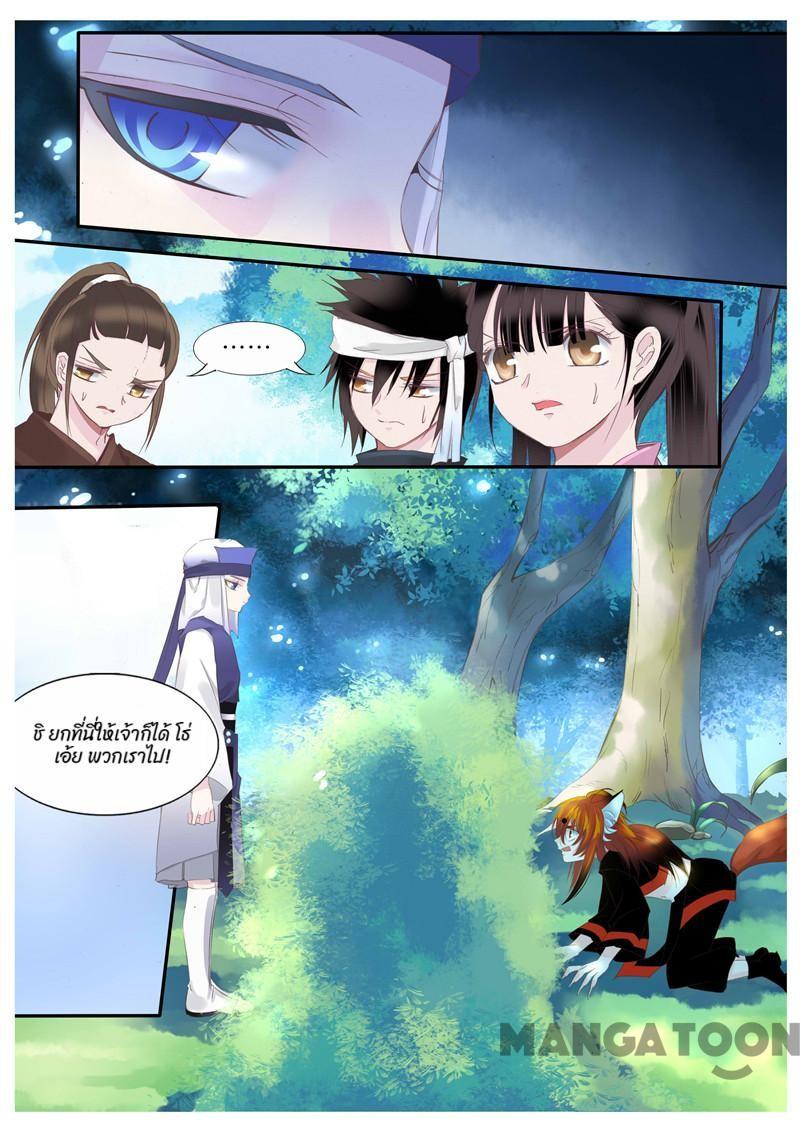 ......
ชิ ยกที่นี่ให้เจ้าก็ได้ โธ่
เอ้ย พวกเราไป!
MANGATOON